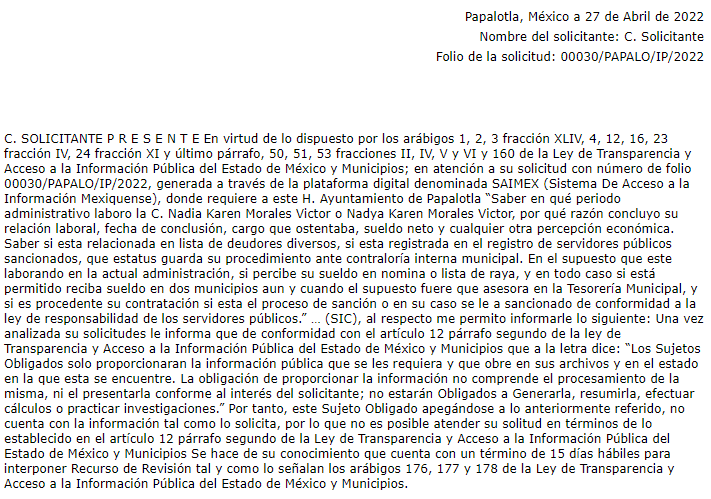 Papalotla, México a 27 de Abril de 2022
Nombre del solicitante: C. Solicitante
Folio de la solicitud: 00030/PAPALO/IP/2022
C. SOLICITANTE P R E S E N T E En virtud de lo dispuesto por los arábigos 1, 2, 3 fracción XLIV, 4, 12, 16, 23
fracción IV, 24 fracción XI y último párrafo, 50, 51, 53 fracciones II, IV, V y VI y 160 de la Ley de Transparencia y
Acceso a la Información Pública del Estado de México y Municipios; en atención a su solicitud con número de folio
00030/PAPALO/IP/2022, generada a través de la plataforma digital denominada SAIMEX (Sistema De Acceso a la
Información Mexiquense), donde requiere a este H. Ayuntamiento de Papalotla “Saber en qué periodo
administrativo laboro la C. Nadia Karen Morales Victor o Nadya Karen Morales Victor, por qué razón concluyo su
relación laboral, fecha de conclusión, cargo que ostentaba, sueldo neto y cualquier otra percepción económica.
Saber si esta relacionada en lista de deudores diversos, si esta registrada en el registro de servidores públicos
sancionados, que estatus guarda su procedimiento ante contraloría interna municipal. En el supuesto que este
laborando en la actual administración, si percibe su sueldo en nomina o lista de raya, y en todo caso si está
permitido reciba sueldo en dos municipios aun y cuando el supuesto fuere que asesora en la Tesorería Municipal, y
si es procedente su contratación si esta el proceso de sanción o en su caso se le a sancionado de conformidad a la
ley de responsabilidad de los servidores públicos.” … (SIC), al respecto me permito informarle lo siguiente: Una vez
analizada su solicitudes le informa que de conformidad con el artículo 12 párrafo segundo de la ley de
Transparencia y Acceso a la Información Pública del Estado de México y Municipios que a la letra dice: “Los Sujetos
Obligados solo proporcionaran la información pública que se les requiera y que obre en sus archivos y en el estado
en la que esta se encuentre. La obligación de proporcionar la información no comprende el procesamiento de la
misma, ni el presentarla conforme al interés del solicitante; no estarán Obligados a Generarla, resumirla, efectuar
cálculos o practicar investigaciones.” Por tanto, este Sujeto Obligado apegándose a lo anteriormente referido, no
cuenta con la información tal como lo solicita, por lo que no es posible atender su solitud en términos de lo
establecido en el artículo 12 párrafo segundo de la Ley de Transparencia y Acceso a la Información Pública del
Estado de México y Municipios Se hace de su conocimiento que cuenta con un término de 15 días hábiles para
interponer Recurso de Revisión tal y como lo señalan los arábigos 176, 177 y 178 de la Ley de Transparencia y
Acceso a la Información Pública del Estado de México y Municipios.